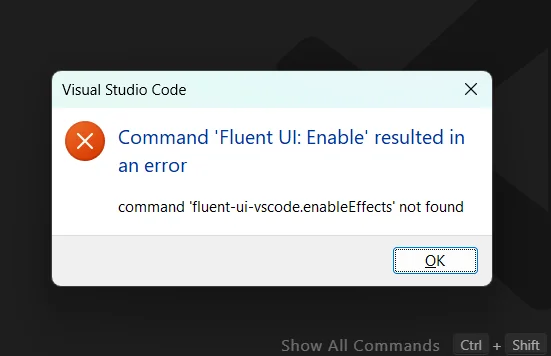 Visual Studio Code
Command 'Fluent UI: Enable' resulted in
an error
command 'fluent-ui-vscode.enableEffects' not found
OK
Show All Commands Ctrl + Shift